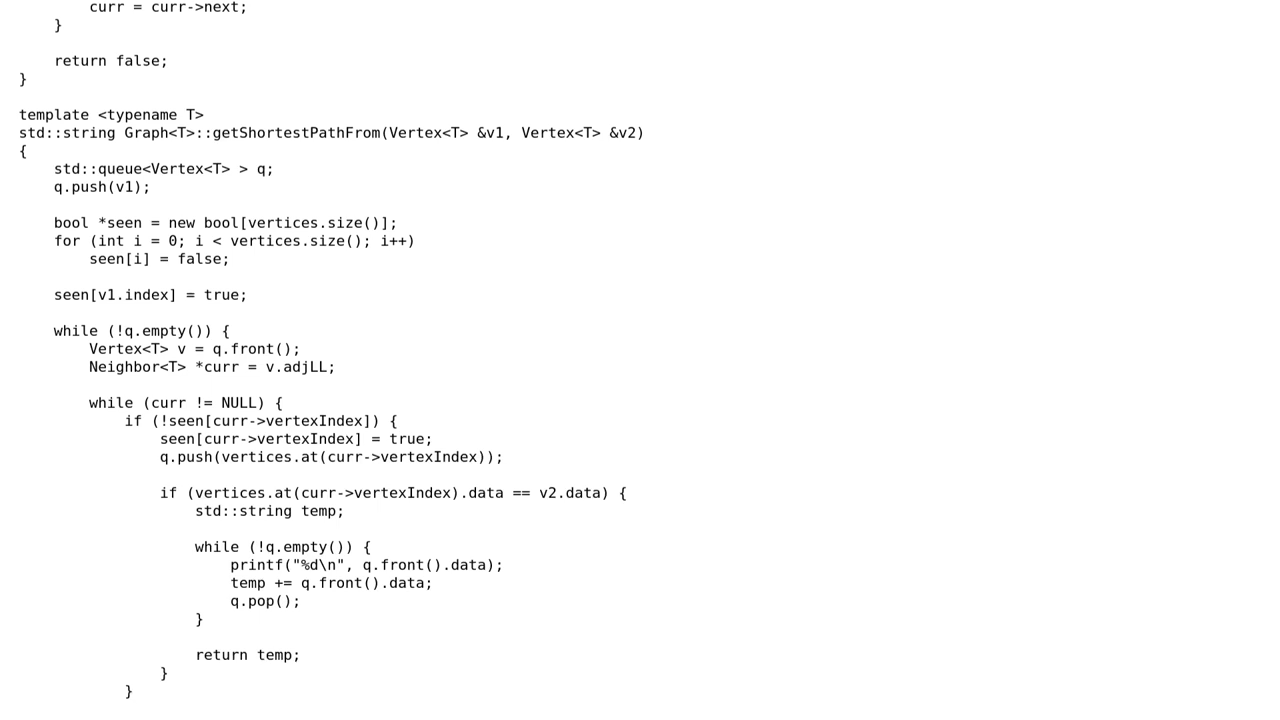 curr = curr->next;
    }

    return false;
}

template <typename T>
std::string Graph<T>::getShortestPathFrom(Vertex<T> &v1, Vertex<T> &v2)
{
    std::queue<Vertex<T> > q;
    q.push(v1);

    bool *seen = new bool[vertices.size()];
    for (int i = 0; i < vertices.size(); i++)
        seen[i] = false;

    seen[v1.index] = true;

    while (!q.empty()) {
        Vertex<T> v = q.front();
        Neighbor<T> *curr = v.adjLL;

        while (curr != NULL) {
            if (!seen[curr->vertexIndex]) {
                seen[curr->vertexIndex] = true;
                q.push(vertices.at(curr->vertexIndex));

                if (vertices.at(curr->vertexIndex).data == v2.data) {
                    std::string temp;

                    while (!q.empty()) {
                        printf("%d\n", q.front().data);
                        temp += q.front().data;
                        q.pop();
                    }

                    return temp;
                }
            }